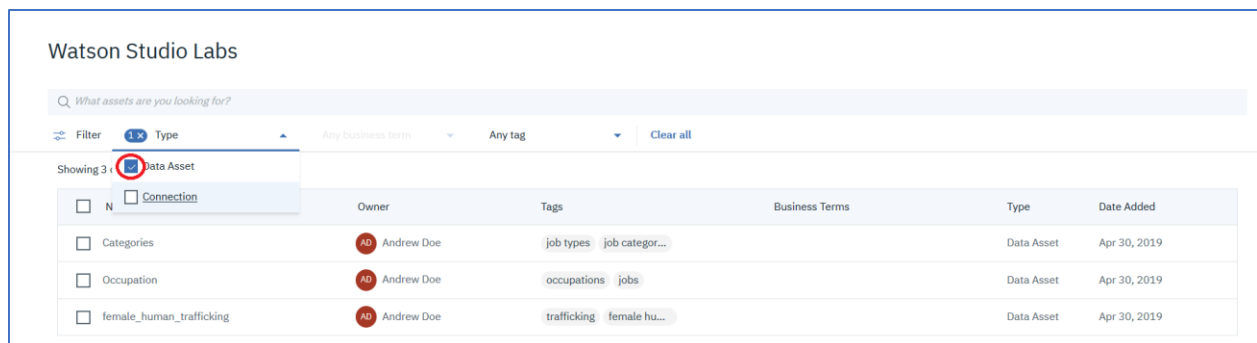 Watson Studio Labs
What assets are you looking for?
Filter 1 × Type Any business term Any tag Clear all
Showing 3
Data Asset
Connection
N Owner Tags Business Terms Type Date Added
Categories AD Andrew Doe job types job categor... Data Asset Apr 30, 2019
Occupation AD Andrew Doe occupations jobs Data Asset Apr 30, 2019
female_human_trafficking AD Andrew Doe trafficking female hu... Data Asset Apr 30, 2019